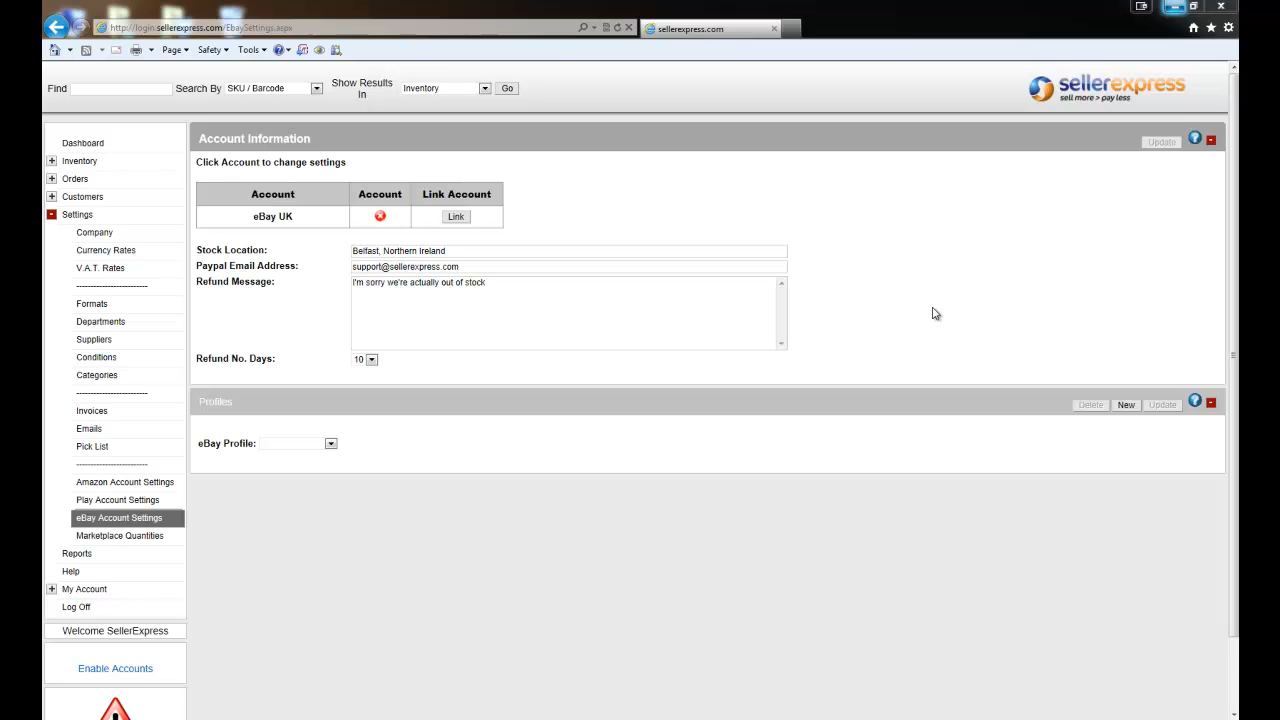 http://login.sellerexpress.com/EbaySettings.aspx
sellerexpress.com
Page Safety Tools
Find Search By SKU / Barcode Show Results In Inventory Go
sellerexpress
sell more > pay less
Dashboard
Inventory
Orders
Customers
Settings
Company
Currency Rates
V.A.T. Rates
------------------------
Formats
Departments
Suppliers
Conditions
Categories
------------------------
Invoices
Emails
Pick List
------------------------
Amazon Account Settings
Play Account Settings
eBay Account Settings
Marketplace Quantities
Reports
Help
My Account
Log Off
Welcome SellerExpress
Enable Accounts
Account Information Update
Click Account to change settings
Account Account Link Account
eBay UK Link
Stock Location: Belfast, Northern Ireland
Paypal Email Address: support@sellerexpress.com
Refund Message: I'm sorry we're actually out of stock
Refund No. Days: 10
Profiles Delete New Update
eBay Profile: